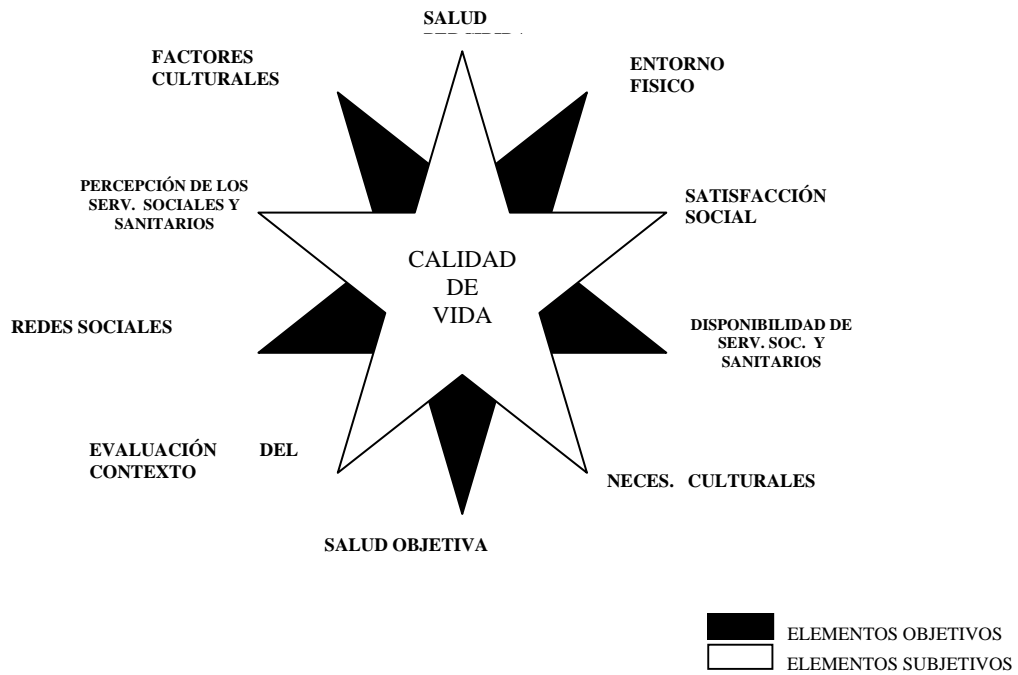 SALUD
FACTORES
CULTURALES
ENTORNO
FISICO
PERCEPCIÓN DE LOS
SERV. SOCIALES Y
SANITARIOS
SATISFACCIÓN
SOCIAL
CALIDAD
DE
VIDA
REDES SOCIALES
DISPONIBILIDAD DE
SERV. SOC. Y
SANITARIOS
EVALUACIÓN DEL
CONTEXTO
NECES. CULTURALES
SALUD OBJETIVA
ELEMENTOS OBJETIVOS
ELEMENTOS SUBJETIVOS